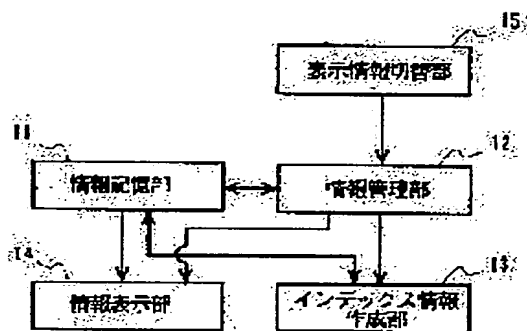 15
表示情報切替部
11
12
情報記憶部
情報管理部
14
13
情報表示部
インデックス情報
作成部